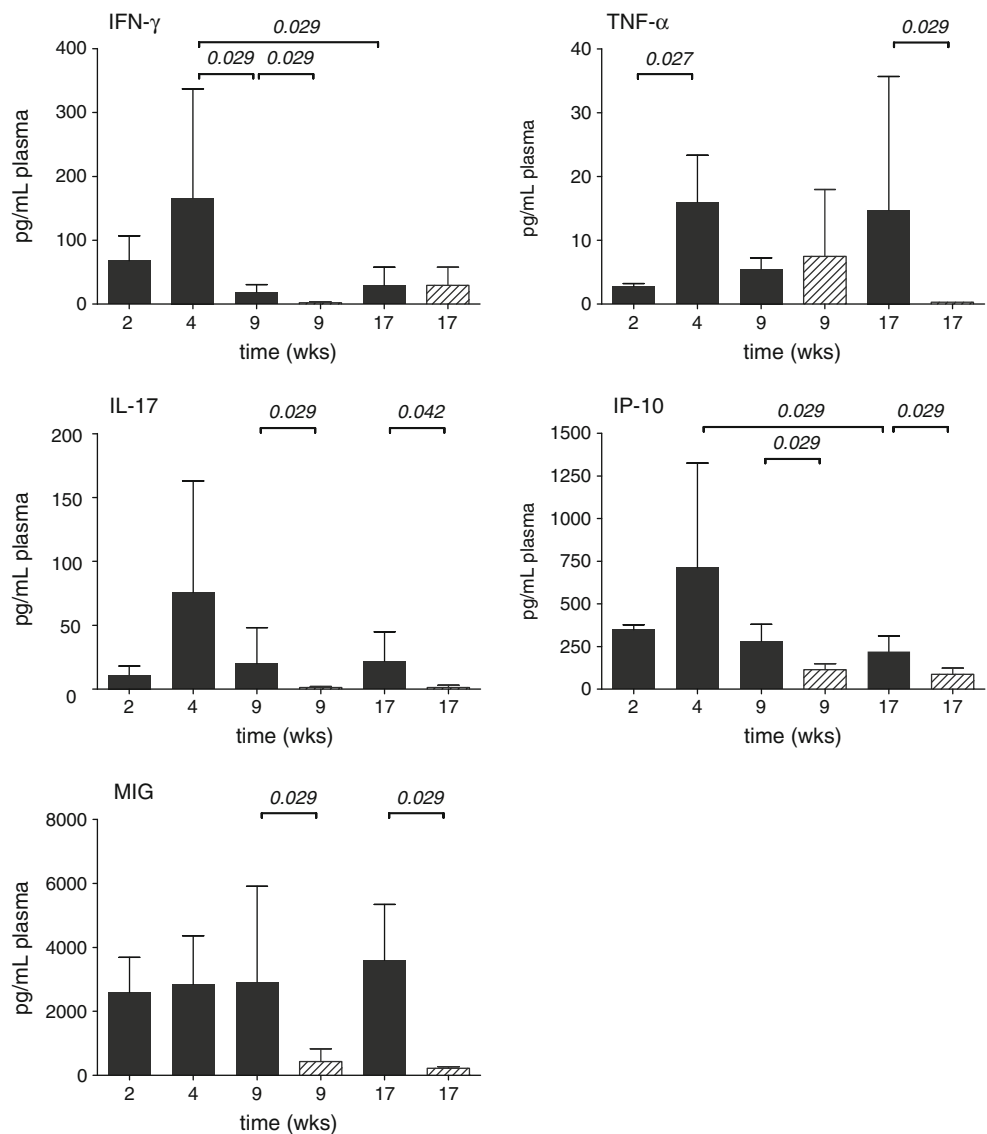 IFN-γ
0.029
0.029 0.029
400
300
200
100
0
pg/mL plasma
2 4 9 9 17 17
time (wks)
TNF-α
0.029
0.027
40
30
20
10
0
pg/mL plasma
2 4 9 9 17 17
time (wks)
IL-17
0.029 0.042
200
150
100
50
0
pg/mL plasma
2 4 9 9 17 17
time (wks)
IP-10
0.029 0.029
0.029
1500
1250
1000
750
500
250
0
pg/mL plasma
2 4 9 9 17 17
time (wks)
MIG
0.029 0.029
8000
6000
4000
2000
0
pg/mL plasma
2 4 9 9 17 17
time (wks)